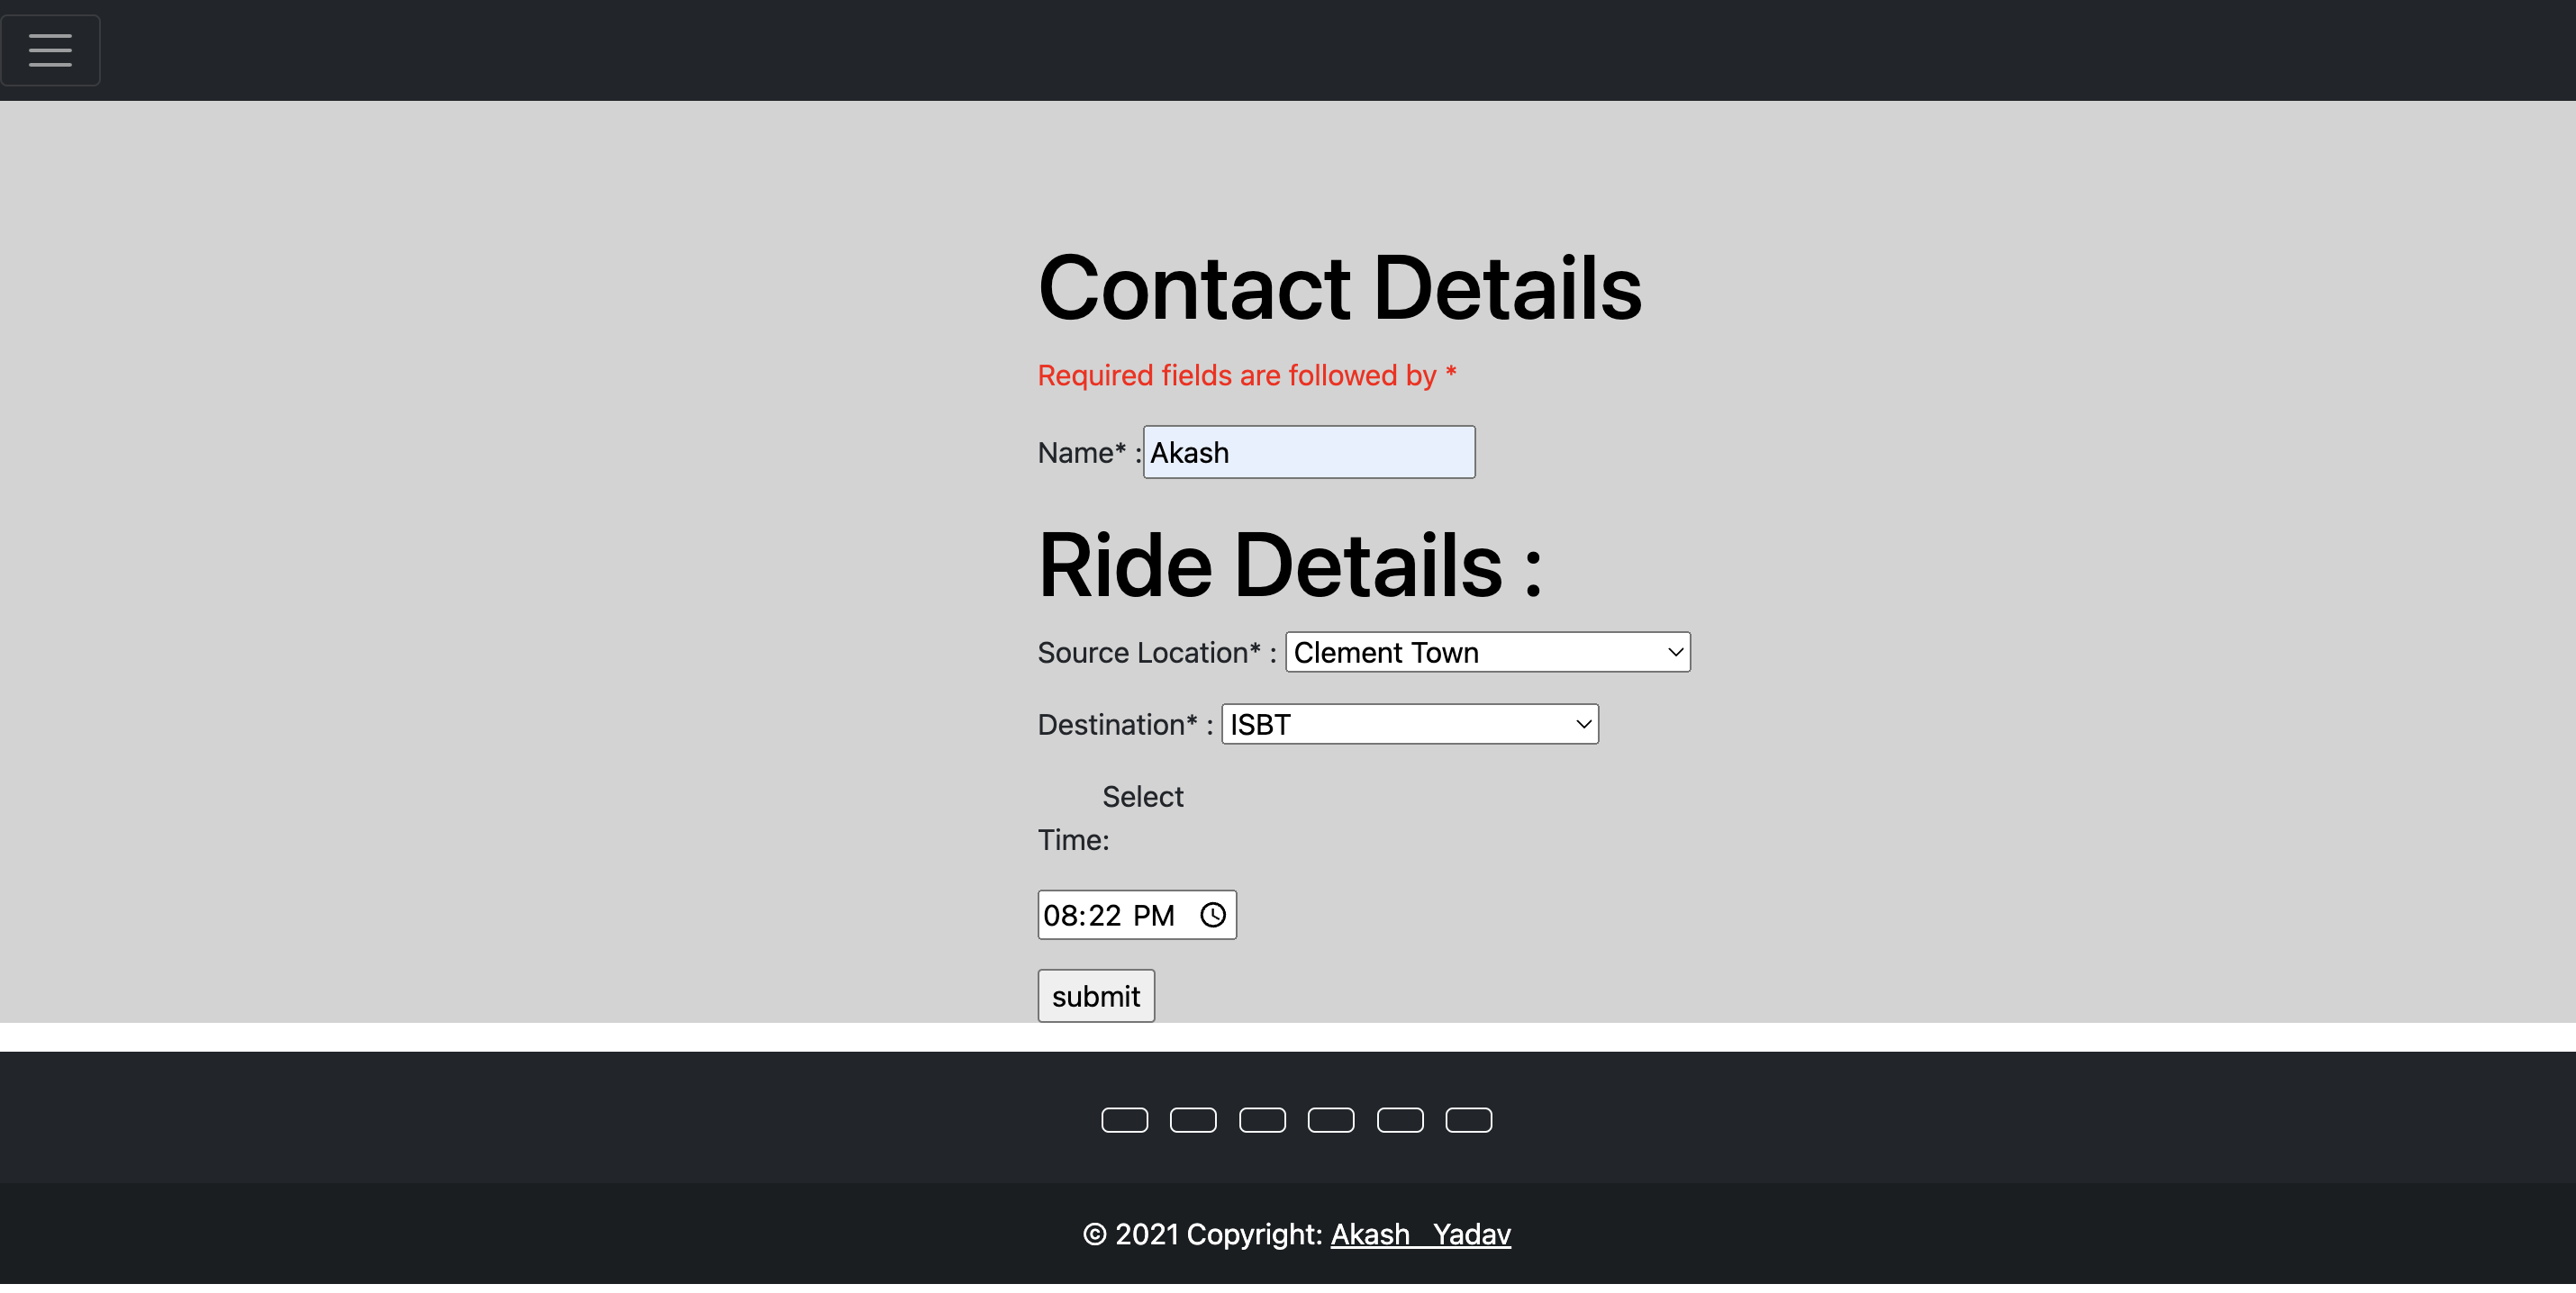 Contact Details
Required fields are followed by *
Name* : Akash
Ride Details :
Source Location* : Clement Town
Destination* : ISBT
Select
Time:
08:22 PM
submit
© 2021 Copyright: Akash_ Yadav